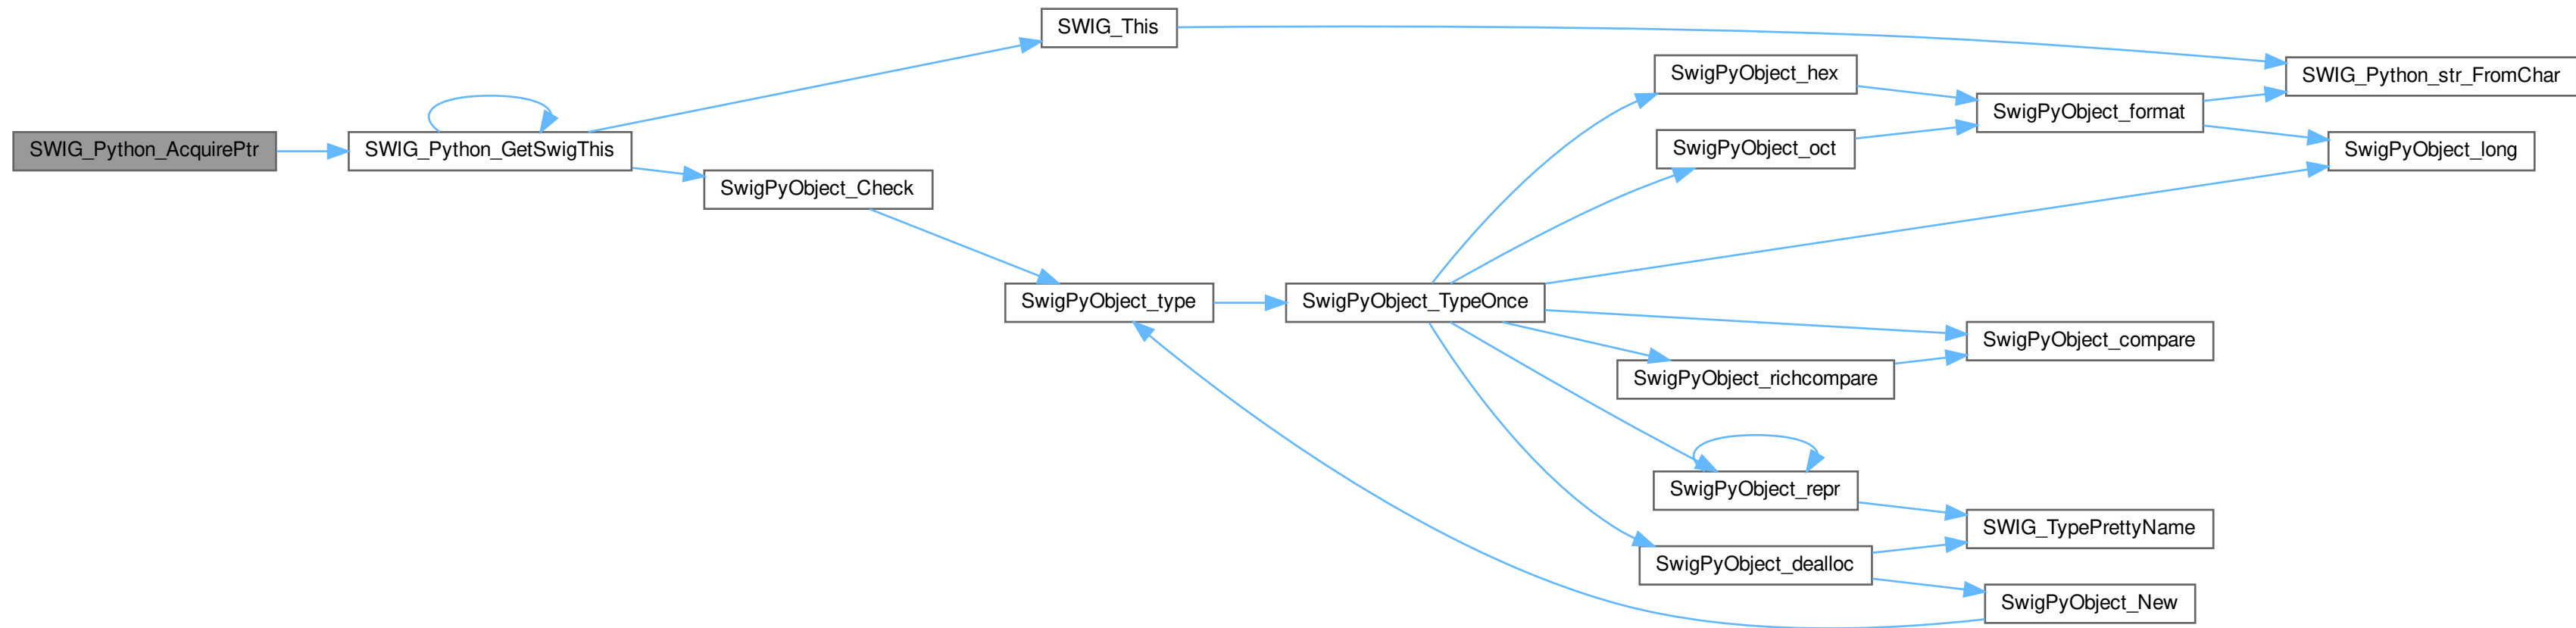 SWIG_This
SwigPyObject_hex
SWIG_Python_str_FromChar
SwigPyObject_format
SWIG_Python_AcquirePtr
SWIG_Python_GetSwigThis
SwigPyObject_oct
SwigPyObject_long
SwigPyObject_Check
SwigPyObject_type
SwigPyObject_TypeOnce
SwigPyObject_compare
SwigPyObject_richcompare
SwigPyObject_repr
SWIG_TypePrettyName
SwigPyObject_dealloc
SwigPyObject_New